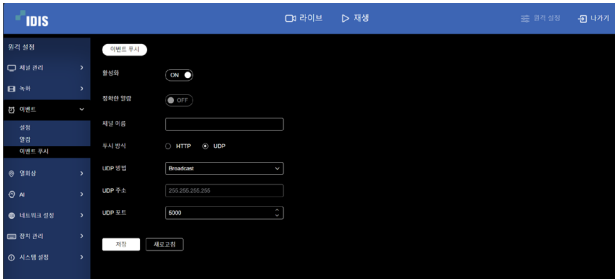 IDIS
라이브
재생
원격 설정
나가기
원격 설정
이벤트 푸시
채널 관리
활성화
ON
녹화
정확한 알람
OFF
이벤트
채널 이름
설정
알람
푸시 방식
HTTP
UDP
이벤트 푸시
열화상
UDP 방법
Broadcast
AI
UDP 주소
255.255.255.255
네트워크 설정
UDP 포트
5000
장치 관리
저장
새로고침
시스템 설정